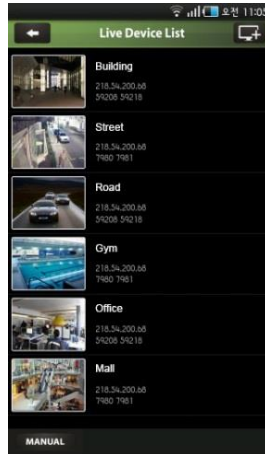 오전 11:05
Live Device List
Building
218.54.200.68
59208 59218
Street
218.54.200.68
7980 7981
Road
218.54.200.68
59208 59218
Gym
218.54.200.68
7980 7981
Office
218.54.200.68
59208 59218
Mall
218.54.200.68
7980 7981
MANUAL